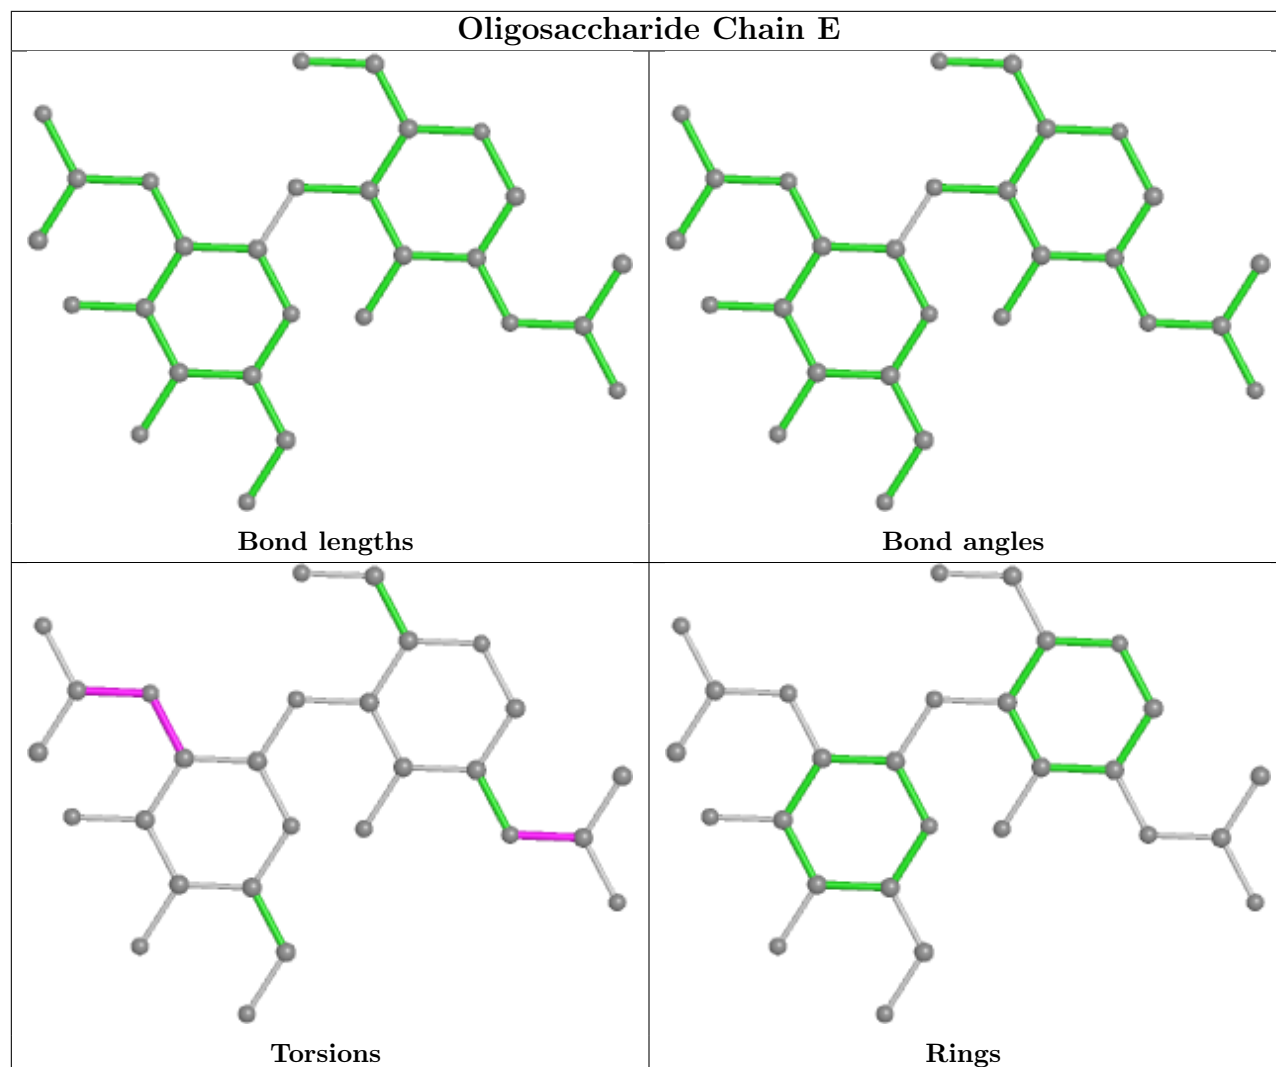 Oligosaccharide Chain E
Bond lengths
Bond angles
Torsions
Rings